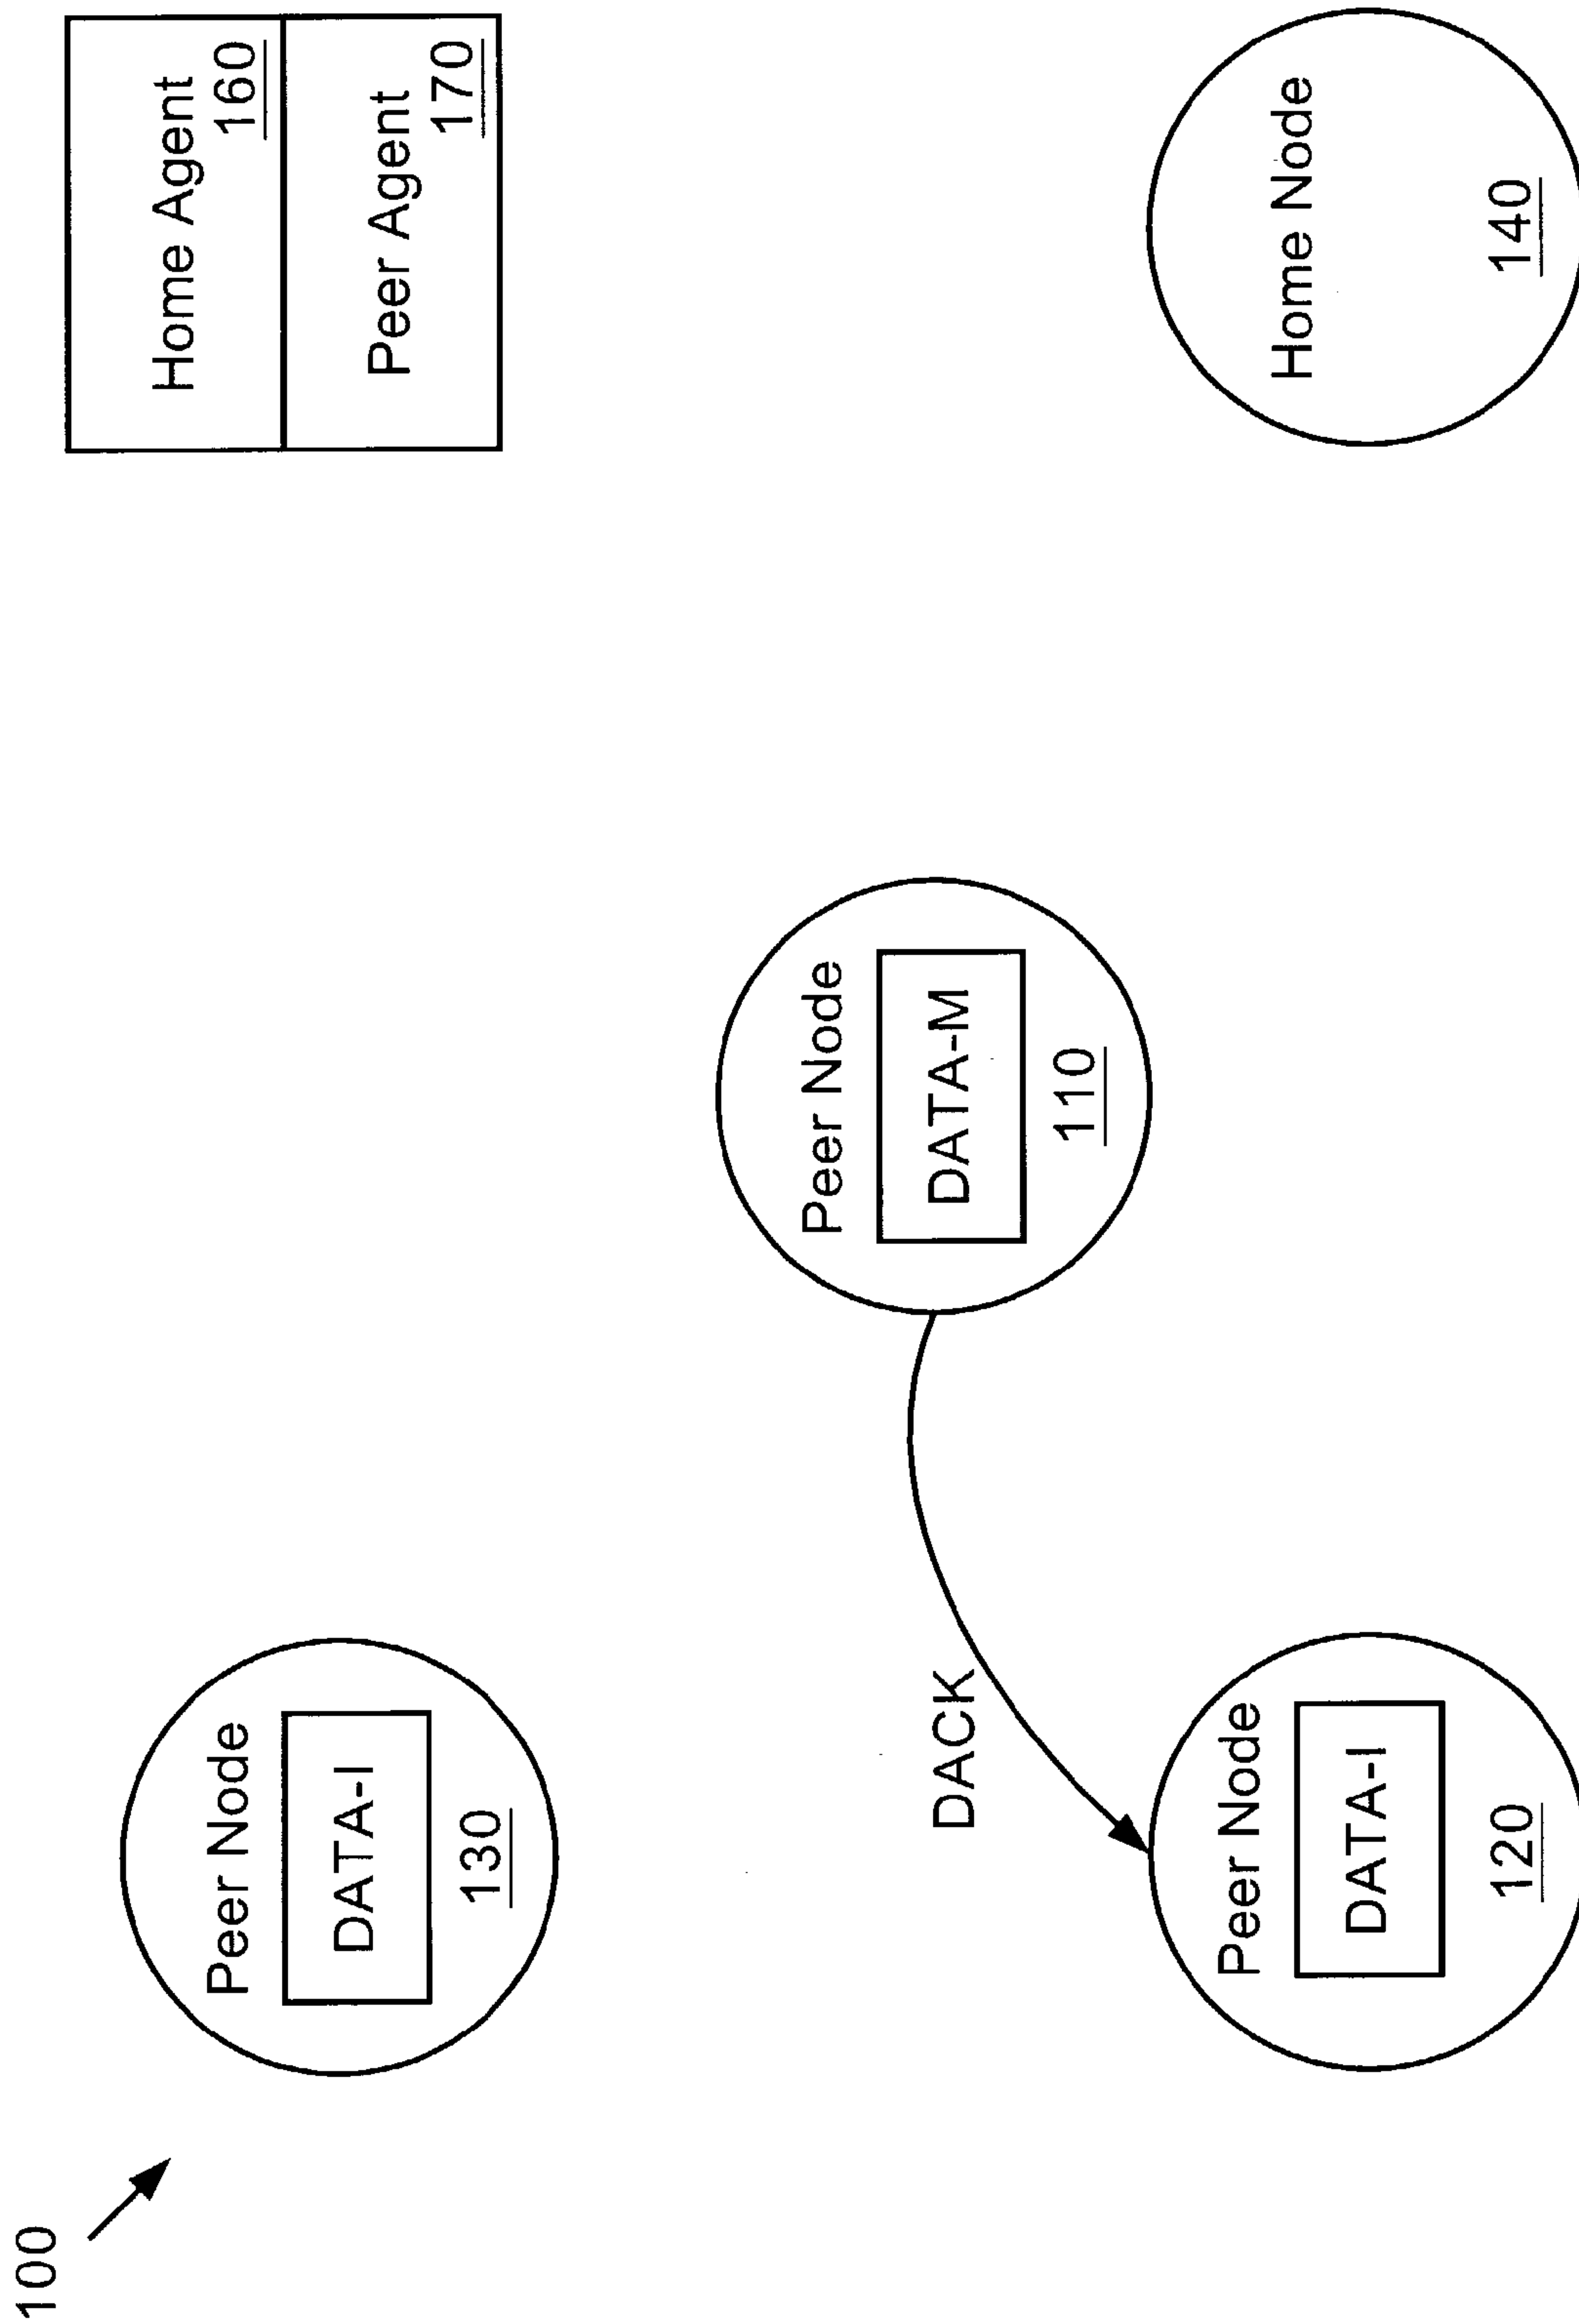 100
Peer Node
DATA-I
130
Home Agent
160
Peer Agent
170
Peer Node
DATA-M
110
DACK
Peer Node
DATA-I
120
Home Node
140